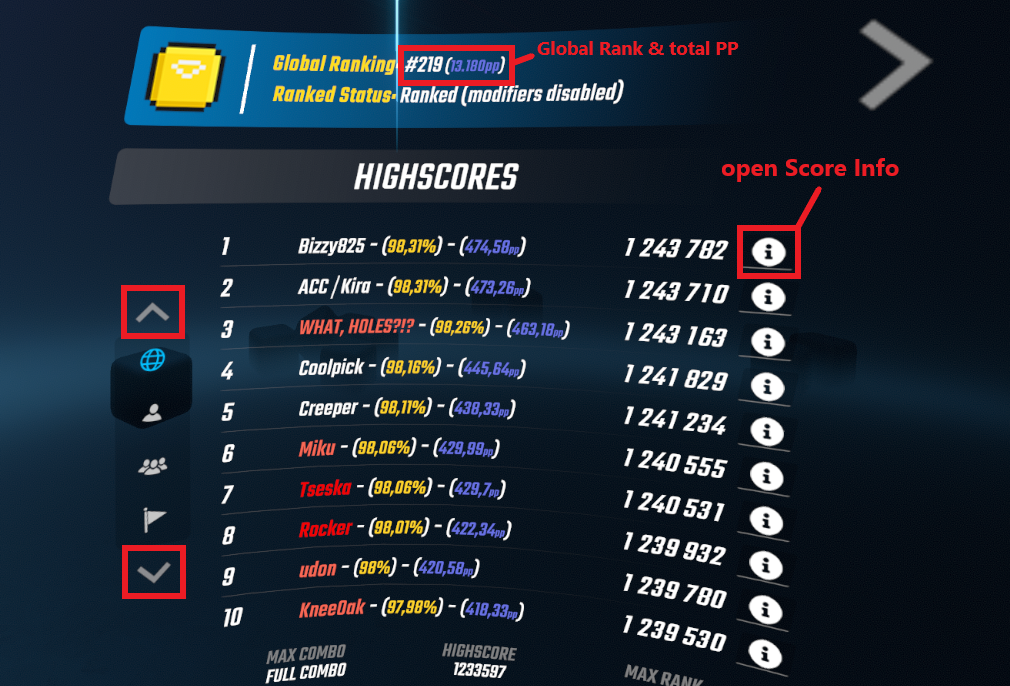 Global Ranking· #219 (13.180pp)
Global Rank & total PP
Ranked Status· Ranked (modifiers disabled)
HIGHSCORES
open Score Info
1 Bizzy825 - (98,31%) - (474,58pp) 1 243 782
2 ACC / Kira - (98,31%) - (473,26pp) 1 243 710
3 WHAT, HOLES?!? - (98,26%) - (463,18pp) 1 243 163
4 Coolpick - (98,16%) - (445,64pp) 1 241 829
5 Creeper - (98,11%) - (438,33pp) 1 241 234
6 Miku - (98,06%) - (429,99pp) 1 240 555
7 Tseska - (98,06%) - (429,7pp) 1 240 531
8 Rocker - (98,01%) - (422,34pp) 1 239 932
9 udon - (98%) - (420,58pp) 1 239 780
10 KneeOak - (97,98%) - (418,33pp) 1 239 530
MAX COMBO
FULL COMBO
HIGHSCORE
1233597
MAX RANK